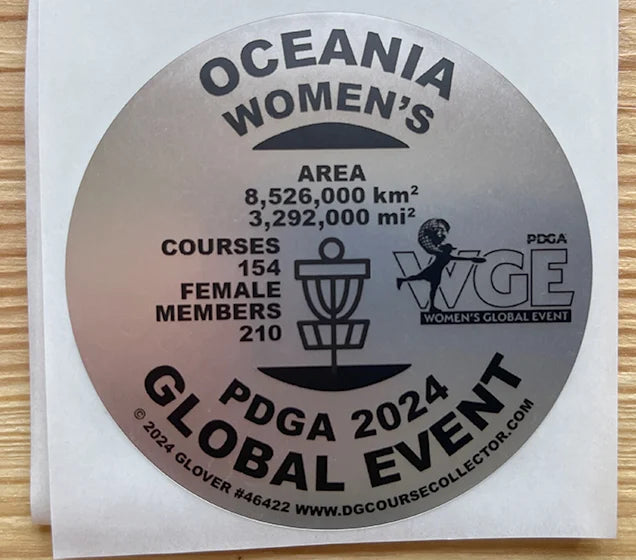 OCEANIA
WOMEN'S
AREA
8,526,000 km²
3,292,000 mi²
COURSES
154
FEMALE
MEMBERS
210
PDGA
WGE
WOMEN'S GLOBAL EVENT
PDGA 2024
GLOBAL EVENT
© 2024 GLOVER #46422 WWW.DGCOURSECOLLECTOR.COM